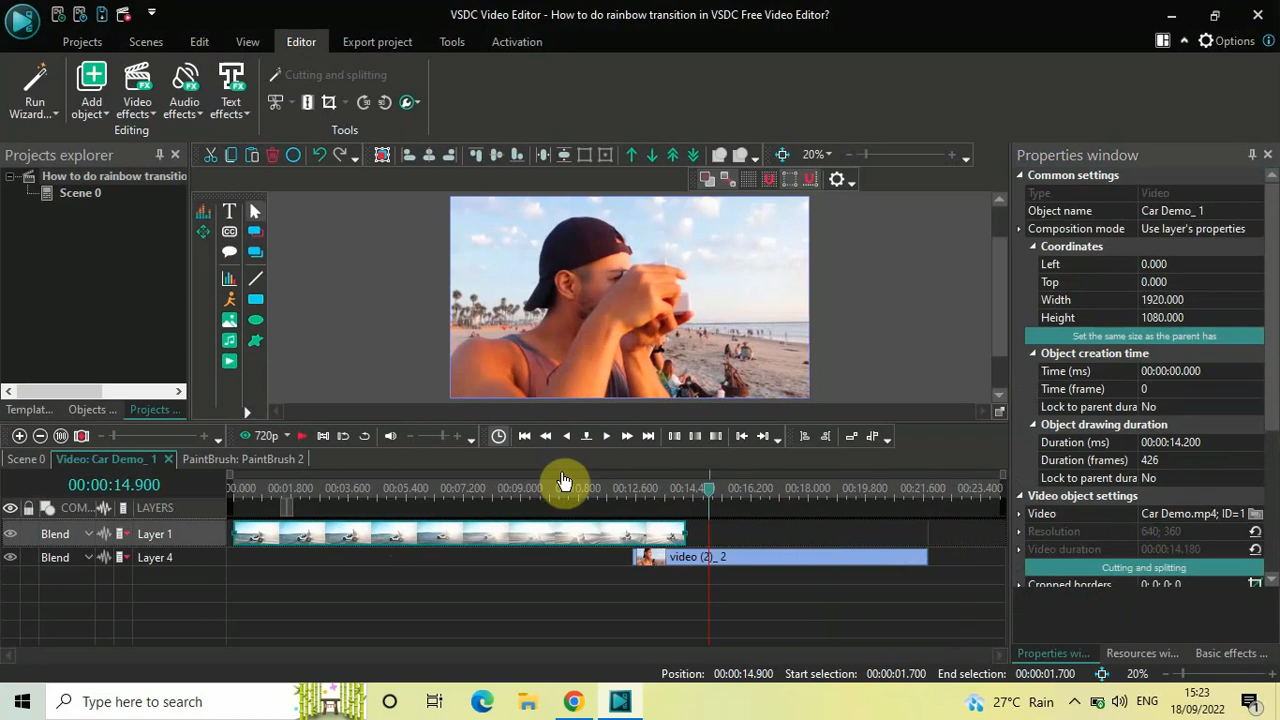 VSDC Video Editor - How to do rainbow transition in VSDC Free Video Editor?
Projects Scenes Edit View Editor Export project Tools Activation
Options
Run Wizard...
Add object
Video effects
Audio effects
Text effects
Editing
Cutting and splitting
Tools
Projects explorer
How to do rainbow transitio
Scene 0
20%
Templat... Objects ... Projects ...
Properties window
Common settings
Type Video
Object name Car Demo_ 1
Composition mode Use layer's properties
Coordinates
Left 0.000
Top 0.000
Width 1920.000
Height 1080.000
Set the same size as the parent has
Object creation time
Time (ms) 00:00:00.000
Time (frame) 0
Lock to parent dura No
Object drawing duration
Duration (ms) 00:00:14.200
Duration (frames) 426
Lock to parent dura No
Video object settings
Video Car Demo.mp4; ID=1
Resolution 640; 360
Video duration 00:00:14.180
Cutting and splitting
Cropped borders 0; 0; 0; 0
Properties wi... Resources wi... Basic effects ...
720p
Scene 0 Video: Car Demo_ 1 PaintBrush: PaintBrush 2
00:00:14.900
0.000 00:01.800 00:03.600 00:05.400 00:07.200 00:09.000 00:12.600 00:14.400 00:16.200 00:18.000 00:19.800 00:21.600 00:23.400
COM... LAYERS
Blend Layer 1
Blend Layer 4
video (2)_ 2
Position: 00:00:14.900 Start selection: 00:00:01.700 End selection: 00:00:01.700 20%
Type here to search
27°C Rain
ENG
15:23
18/09/2022
1